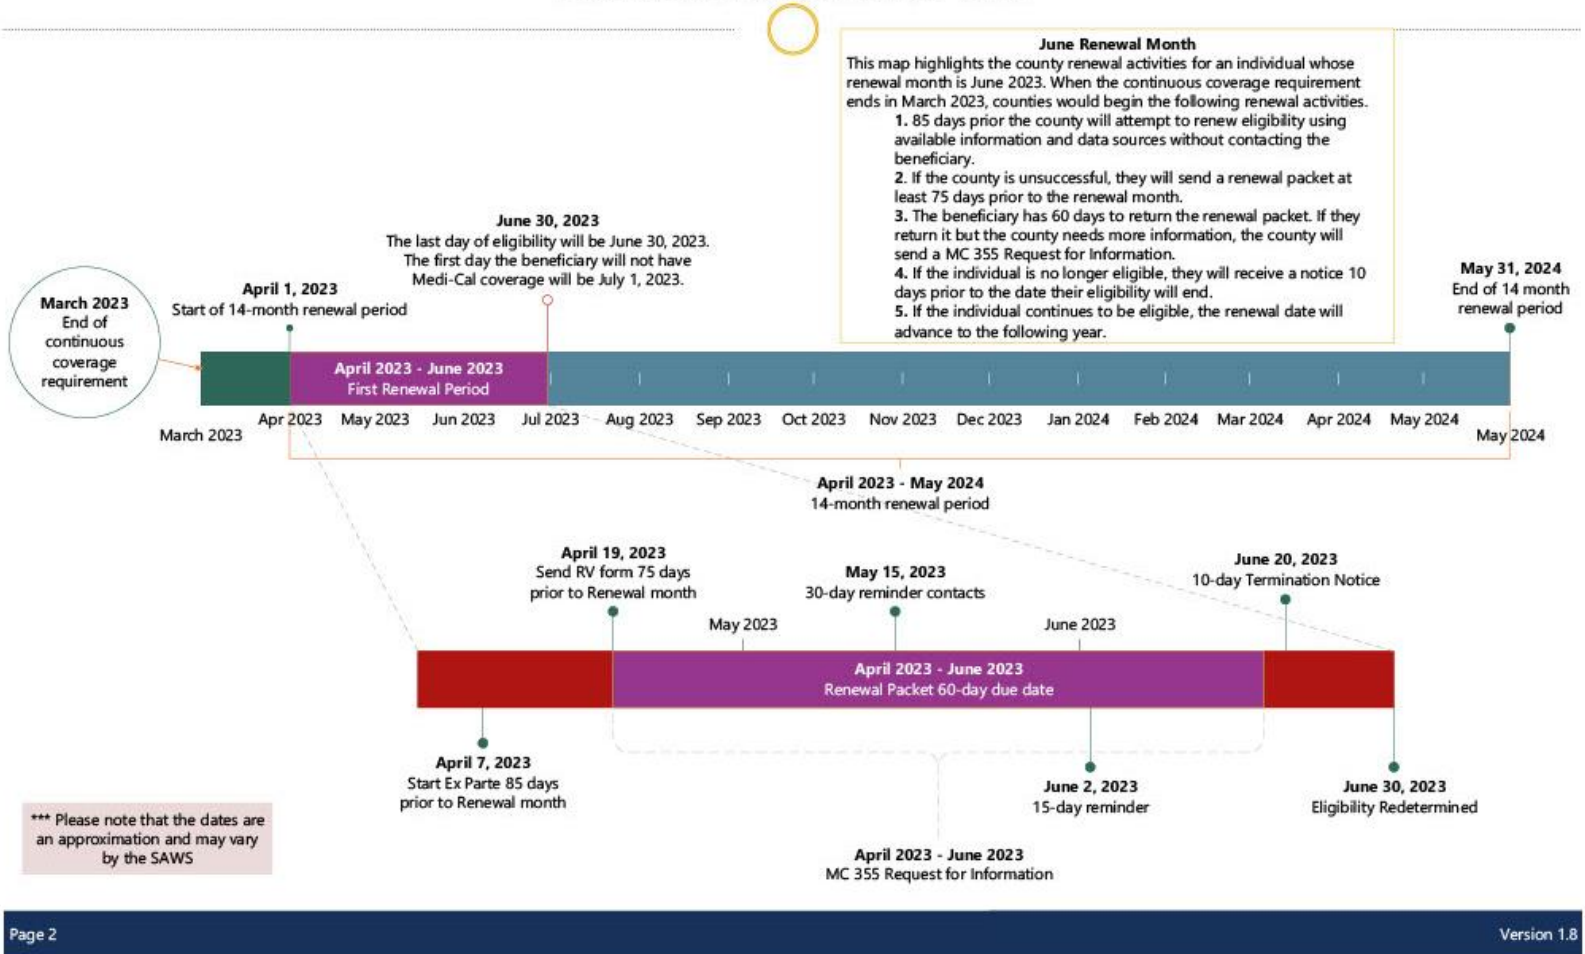 June Renewal Month
This map highlights the county renewal activities for an individual whose
renewal month is June 2023. When the continuous coverage requirement
ends in March 2023, counties would begin the following renewal activities.
1. 85 days prior the county will attempt to renew eligibility using
available information and data sources without contacting the
beneficiary.
2. If the county is unsuccessful, they will send a renewal packet at
least 75 days prior to the renewal month.
3. The beneficiary has 60 days to return the renewal packet. If they
return it but the county needs more information, the county will
send a MC 355 Request for Information.
4. If the individual is no longer eligible, they will receive a notice 10
days prior to the date their eligibility will end.
5. If the individual continues to be eligible, the renewal date will
advance to the following year.
March 2023
End of
continuous
coverage
requirement
April 1, 2023
Start of 14-month renewal period
June 30, 2023
The last day of eligibility will be June 30, 2023.
The first day the beneficiary will not have
Medi-Cal coverage will be July 1, 2023.
May 31, 2024
End of 14 month
renewal period
April 2023 - June 2023
First Renewal Period
March 2023
Apr 2023
May 2023
Jun 2023
Jul 2023
Aug 2023
Sep 2023
Oct 2023
Nov 2023
Dec 2023
Jan 2024
Feb 2024
Mar 2024
Apr 2024
May 2024
May 2024
April 2023 - May 2024
14-month renewal period
April 19, 2023
Send RV form 75 days
prior to Renewal month
May 15, 2023
30-day reminder contacts
June 20, 2023
10-day Termination Notice
May 2023
June 2023
April 2023 - June 2023
Renewal Packet 60-day due date
April 7, 2023
Start Ex Parte 85 days
prior to Renewal month
June 2, 2023
15-day reminder
June 30, 2023
Eligibility Redetermined
April 2023 - June 2023
MC 355 Request for Information
*** Please note that the dates are
an approximation and may vary
by the SAWS
Page 2
Version 1.8